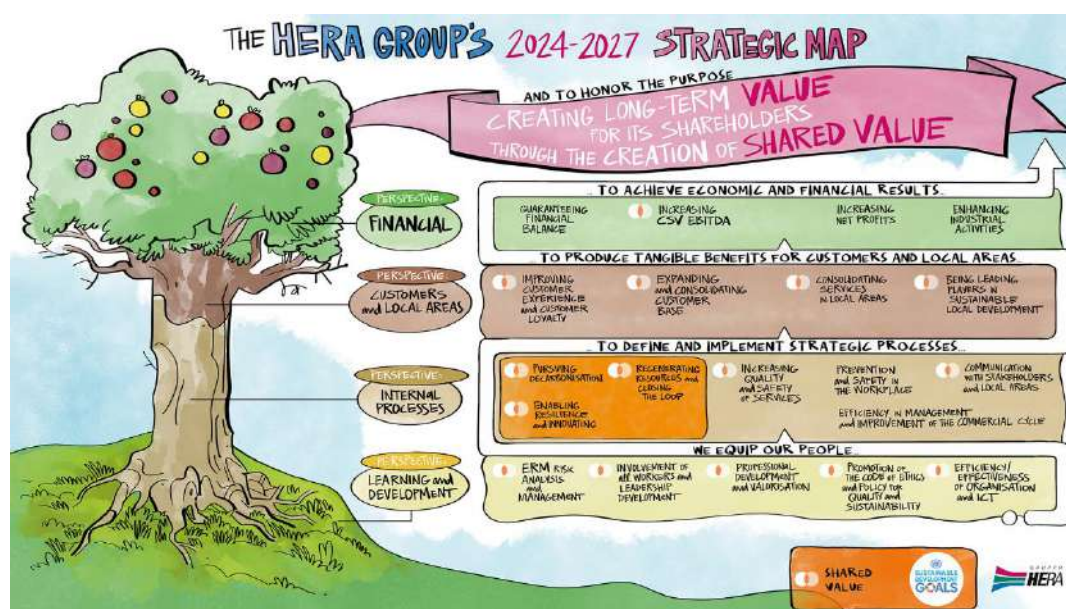 THE HERA GROUP'S 2024-2027 STRATEGIC MAP
AND TO HONOR THE PURPOSE
CREATING LONG-TERM VALUE
FOR ITS SHAREHOLDERS
THROUGH THE CREATION OF SHARED VALUE
PERSPECTIVE:
FINANCIAL
...TO ACHIEVE ECONOMIC AND FINANCIAL RESULTS...
GUARANTEEING
FINANCIAL
BALANCE
INCREASING
CSV EBITDA
INCREASING
NET PROFITS
ENHANCING
INDUSTRIAL
ACTIVITIES
PERSPECTIVE:
CUSTOMERS
and LOCAL AREAS
...TO PRODUCE TANGIBLE BENEFITS FOR CUSTOMERS AND LOCAL AREAS...
IMPROVING
CUSTOMER
EXPERIENCE
and CUSTOMER
LOYALTY
EXPANDING
and CONSOLIDATING
CUSTOMER
BASE
CONSOLIDATING
SERVICES
IN LOCAL AREAS
BEING LEADING
PLAYERS IN
SUSTAINABLE
LOCAL DEVELOPMENT
PERSPECTIVE:
INTERNAL
PROCESSES
...TO DEFINE AND IMPLEMENT STRATEGIC PROCESSES...
PURSUING
DECARBONISATION
REGENERATING
RESOURCES and
CLOSING
THE LOOP
ENABLING
RESILIENCE
and INNOVATING
INCREASING
QUALITY
and SAFETY
OF SERVICES
PREVENTION
and SAFETY IN
THE WORKPLACE
COMMUNICATION
WITH STAKEHOLDERS
and LOCAL AREAS
EFFICIENCY IN MANAGEMENT
and IMPROVEMENT OF THE COMMERCIAL CYCLE
PERSPECTIVE:
LEARNING and
DEVELOPMENT
WE EQUIP OUR PEOPLE...
ERM RISK
ANALYSIS
and
MANAGEMENT
INVOLVEMENT OF
all WORKERS and
LEADERSHIP
DEVELOPMENT
PROFESSIONAL
DEVELOPMENT
and VALORISATION
PROMOTION OF
THE CODE OF ETHICS
and POLICY FOR
QUALITY and
SUSTAINABILITY
EFFICIENCY/
EFFECTIVENESS
OF ORGANISATION
and ICT
SHARED
VALUE
SUSTAINABLE
DEVELOPMENT
GOALS
GRUPPO
HERA